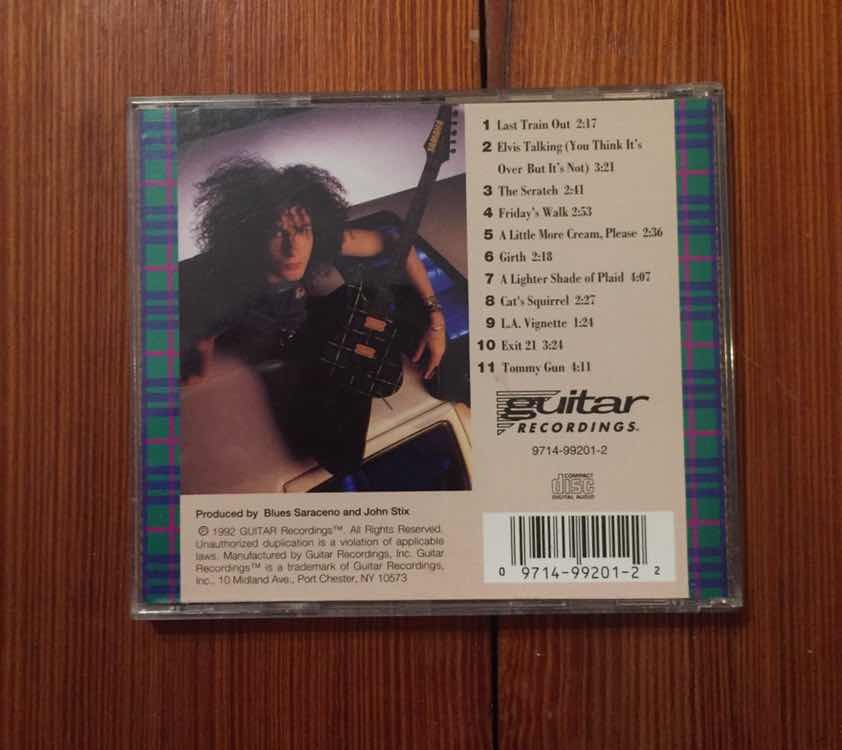 1 Last Train Out 2:17
2 Elvis Talking (You Think It's
Over But It's Not) 3:21
3 The Scratch 2:41
4 Friday's Walk 2:53
5 A Little More Cream, Please 2:36
6 Girth 2:18
7 A Lighter Shade of Plaid 4:07
8 Cat's Squirrel 2:27
9 L.A. Vignette 1:24
10 Exit 21 3:24
11 Tommy Gun 4:11
guitar
RECORDINGS™
9714-99201-2
COMPACT
disc
DIGITAL AUDIO
Produced by Blues Saraceno and John Stix
℗ 1992 GUITAR Recordings™. All Rights Reserved.
Unauthorized duplication is a violation of applicable
laws. Manufactured by Guitar Recordings, Inc. Guitar
Recordings™ is a trademark of Guitar Recordings,
Inc., 10 Midland Ave., Port Chester, NY 10573
0 9714-99201-2 2